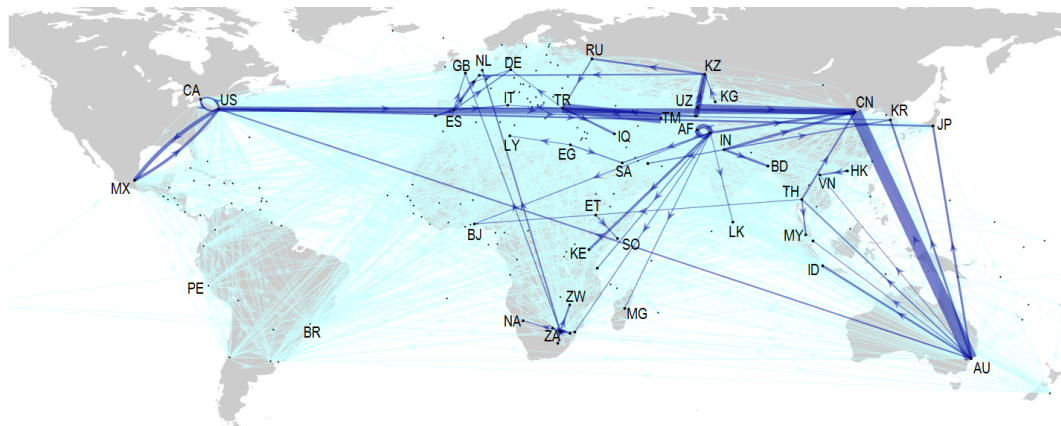 RU
GB
NL
DE
KZ
CA
US
ES
IT
TR
TM
UZ
KG
CN
KR
JP
AF
IQ
LY
EG
SA
IN
BD
MX
HK
VN
TH
ET
BJ
SO
KE
LK
MY
ID
PE
BR
NA
ZW
ZA
MG
AU